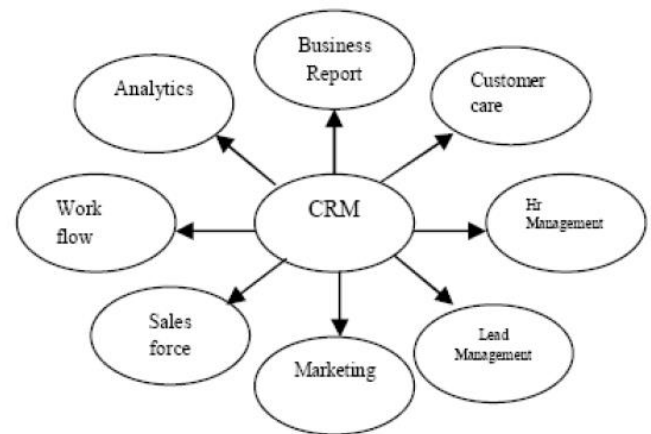 Business
Report
Analytics
Customer
care
CRM
Work
flow
Hr
Management
Sales
force
Lead
Management
Marketing